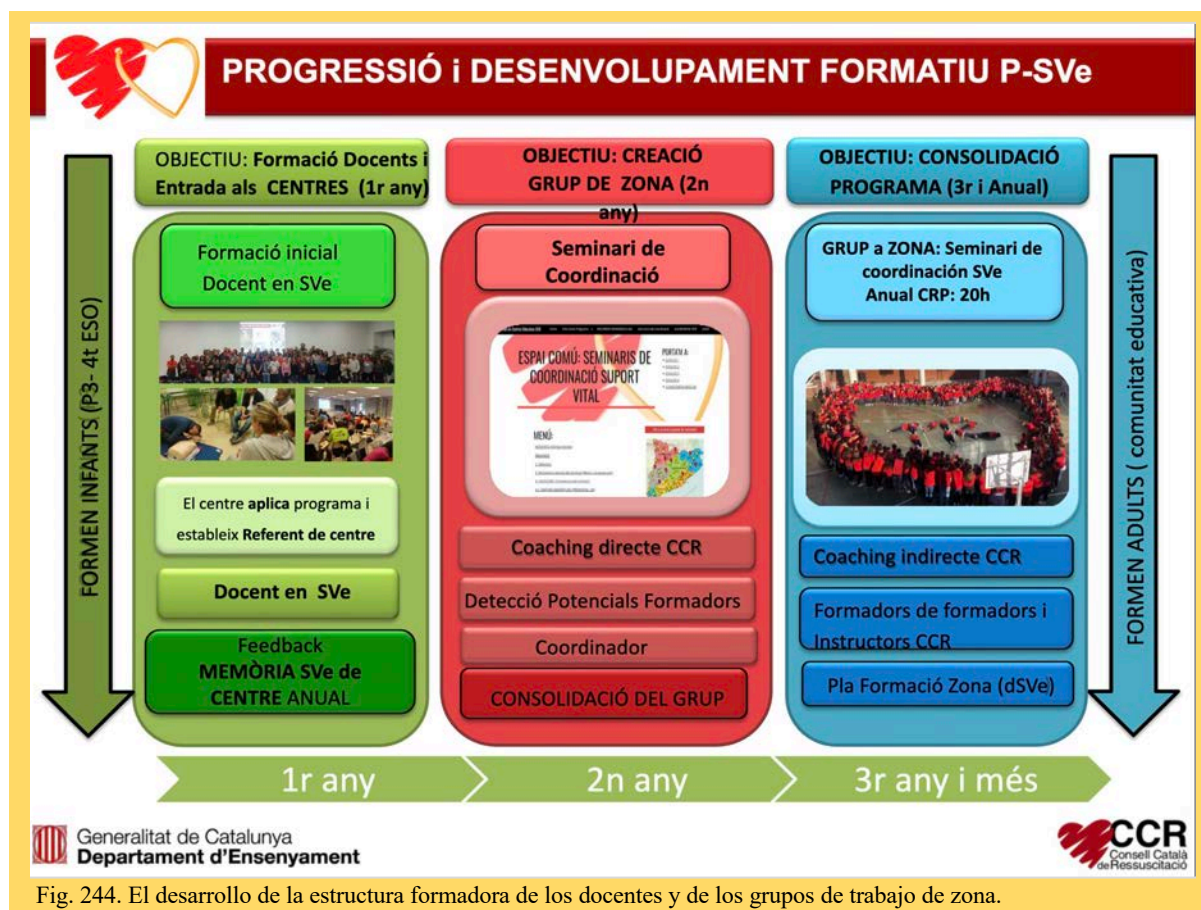 PROGRESSIÓ i DESENVOLUPAMENT FORMATIU P-SVe
FORMEN INFANTS (P3- 4t ESO)
OBJECTIU: Formació Docents i
Entrada als CENTRES (1r any)
Formació inicial
Docent en SVe
El centre aplica programa i
estableix Referent de centre
Docent en SVe
Feedback
MEMÒRIA SVe de
CENTRE ANUAL
OBJECTIU: CREACIÓ
GRUP DE ZONA (2n
any)
Seminari de
Coordinació
ESPAI COMÚ: SEMINARIS DE
COORDINACIÓ SUPORT
VITAL
PORTA'M A:
MENÚ:
Coaching directe CCR
Detecció Potencials Formadors
Coordinador
CONSOLIDACIÓ DEL GRUP
OBJECTIU: CONSOLIDACIÓ
PROGRAMA (3r i Anual)
GRUP a ZONA: Seminari de
coordinación SVe
Anual CRP: 20h
Coaching indirecte CCR
Formadors de formadors i
Instructors CCR
Pla Formació Zona (dSVe)
FORMEN ADULTS ( comunitat educativa)
1r any
2n any
3r any i més
Generalitat de Catalunya
Departament d'Ensenyament
CCR
Consell Català
de Ressuscitació
Fig. 244. El desarrollo de la estructura formadora de los docentes y de los grupos de trabajo de zona.